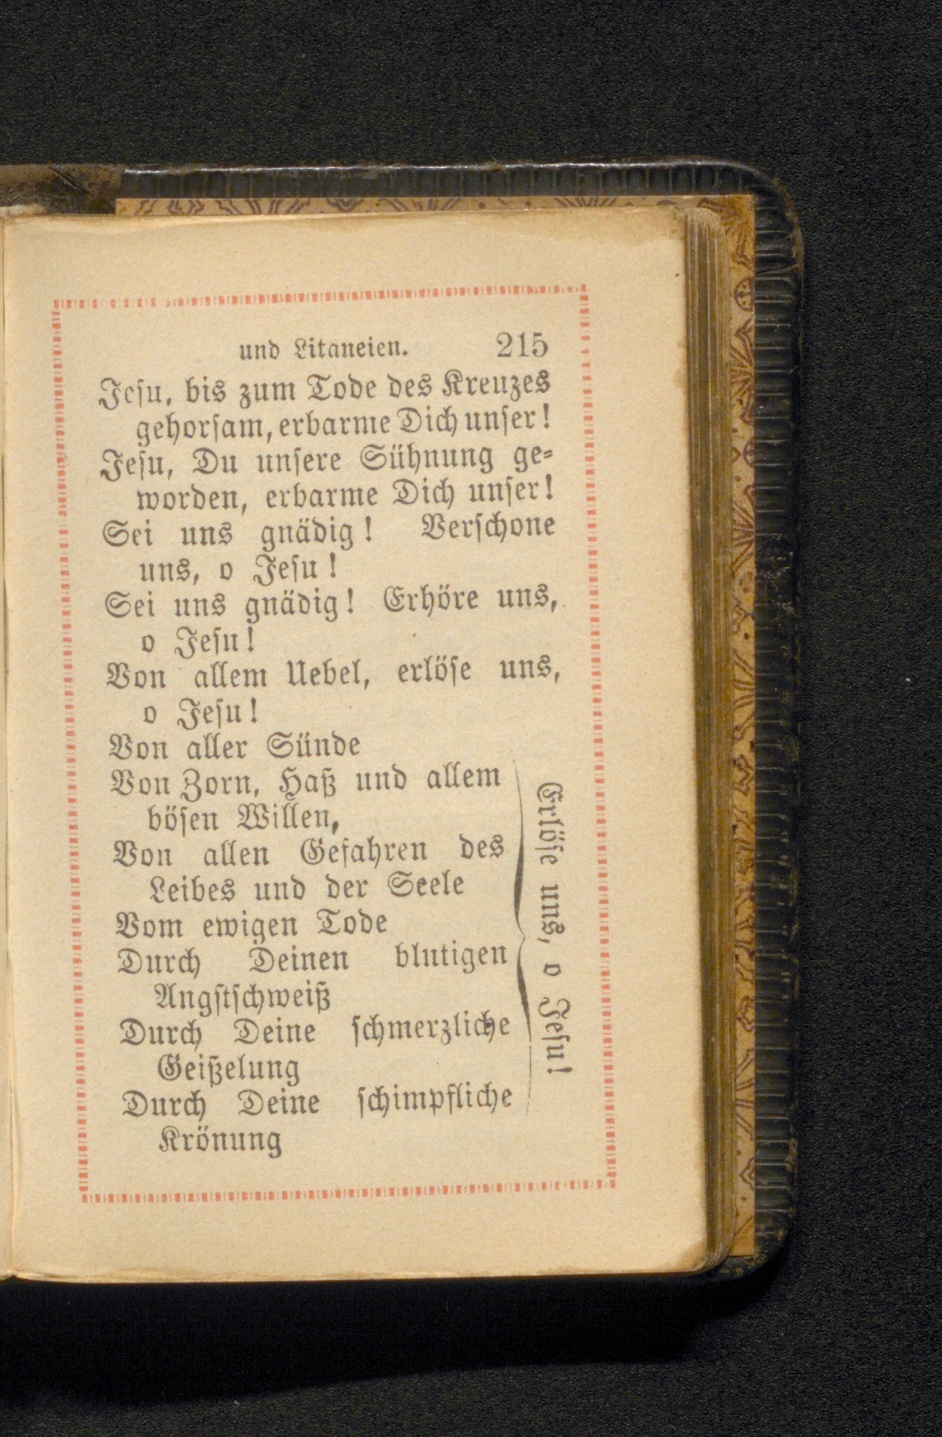 und Litaneien. 215
Jesu, bis zum Tode des Kreuzes
gehorsam, erbarme Dich unser!
Jesu, Du unsere Sühnung ge-
worden, erbarme Dich unser!
Sei uns gnädig! Verschone
uns, o Jesu!
Sei uns gnädig! Erhöre uns,
o Jesu!
Von allem Uebel, erlöse uns,
o Jesu!
Von aller Sünde
Von Zorn, Haß und allem
bösen Willen,
Von allen Gefahren des
Leibes und der Seele
Vom ewigen Tode
Durch Deinen blutigen
Angstschweiß
Durch Deine schmerzliche
Geißelung
Durch Deine schimpfliche
Krönung
Erlöse uns, o Jesu!